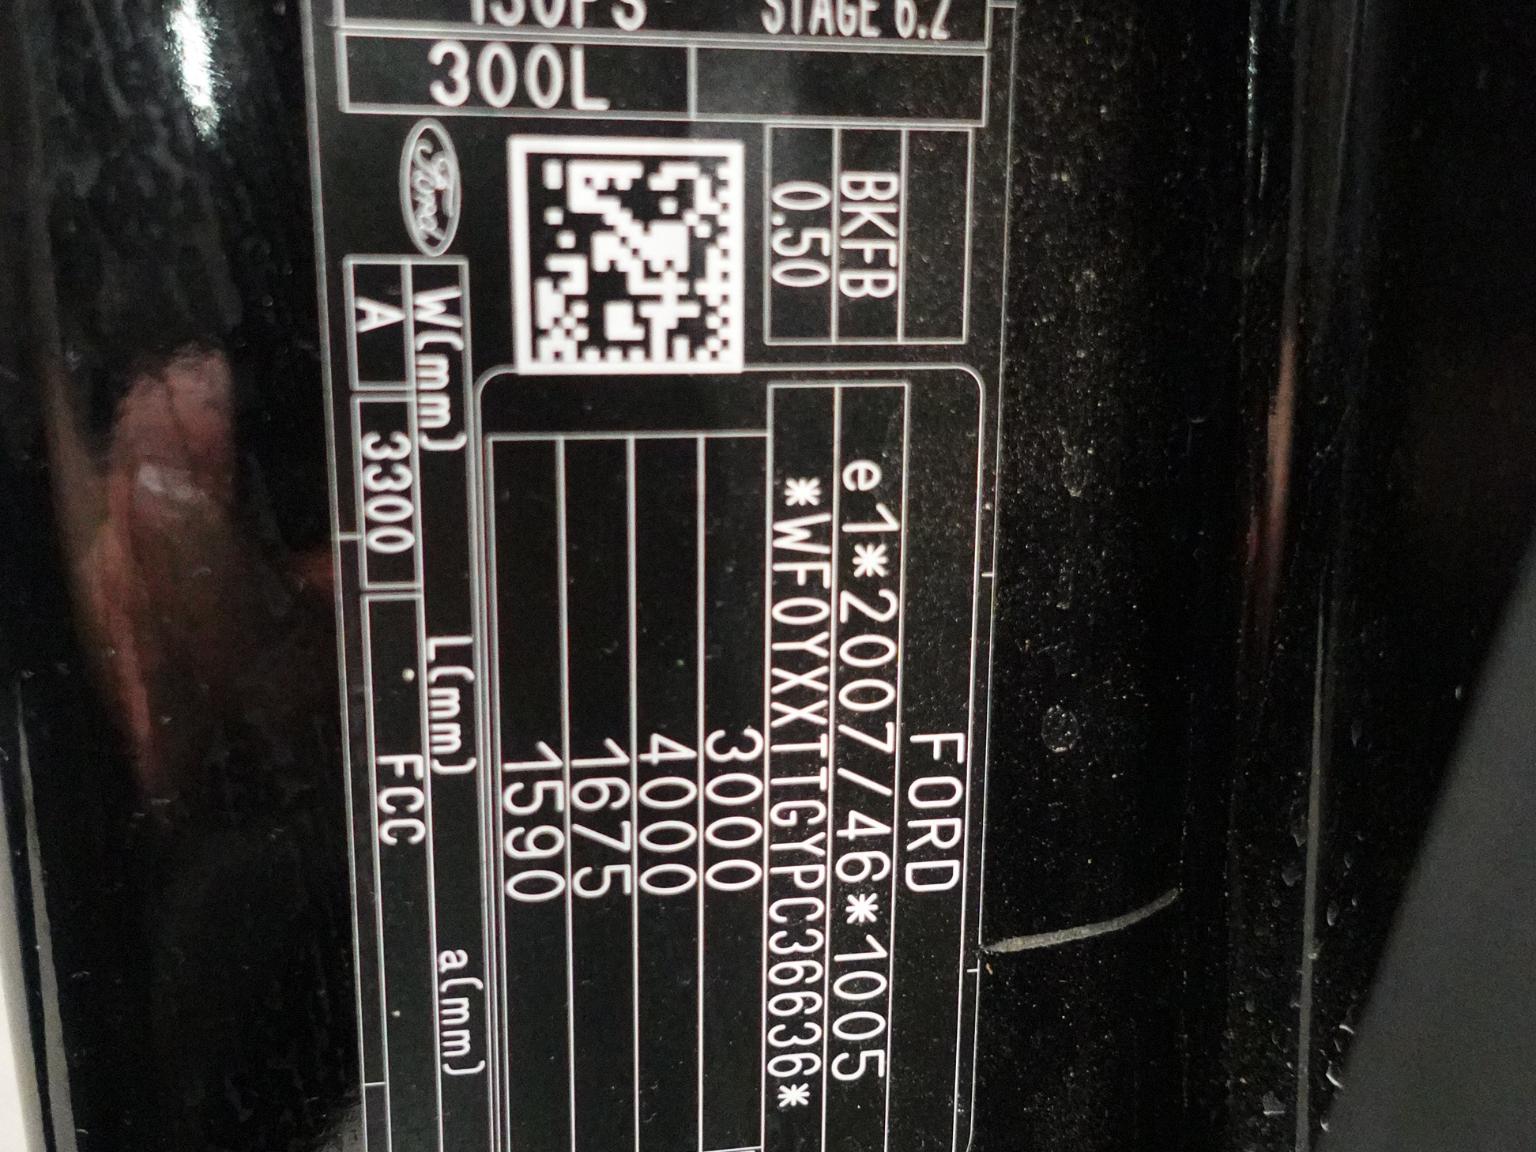 130PS STAGE 6.2
300L
BKFB
0.50
FORD
e1*2007/46*1005
*WF0YXXTTGYPC36636*
3000
4000
1675
1590
Ford
W(mm) L(mm) a(mm)
A 3300 FCC